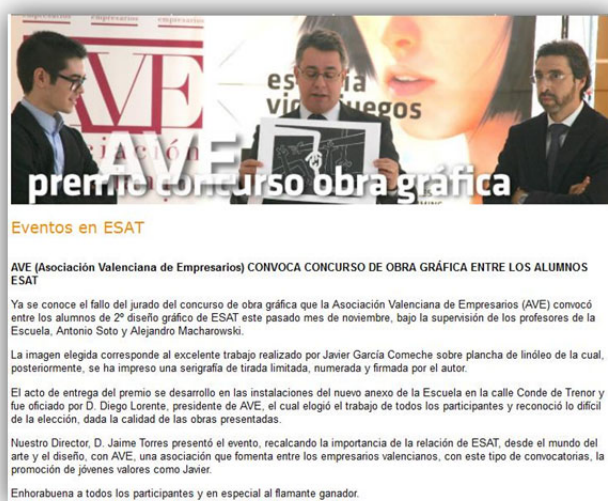 empresarios empresarios empresarios
AVE
escuela
videojuegos
AVE
premio concurso obra gráfica
Eventos en ESAT
AVE (Asociación Valenciana de Empresarios) CONVOCA CONCURSO DE OBRA GRÁFICA ENTRE LOS ALUMNOS
ESAT
Ya se conoce el fallo del jurado del concurso de obra gráfica que la Asociación Valenciana de Empresarios (AVE) convocó
entre los alumnos de 2º diseño gráfico de ESAT este pasado mes de noviembre, bajo la supervisión de los profesores de la
Escuela, Antonio Soto y Alejandro Macharowski.
La imagen elegida corresponde al excelente trabajo realizado por Javier García Comeche sobre plancha de linóleo de la cual,
posteriormente, se ha impreso una serigrafía de tirada limitada, numerada y firmada por el autor.
El acto de entrega del premio se desarrollo en las instalaciones del nuevo anexo de la Escuela en la calle Conde de Trenor y
fue oficiado por D. Diego Lorente, presidente de AVE, el cual elogió el trabajo de todos los participantes y reconoció lo difícil
de la elección, dada la calidad de las obras presentadas.
Nuestro Director, D. Jaime Torres presentó el evento, recalcando la importancia de la relación de ESAT, desde el mundo del
arte y el diseño, con AVE, una asociación que fomenta entre los empresarios valencianos, con este tipo de convocatorias, la
promoción de jóvenes valores como Javier.
Enhorabuena a todos los participantes y en especial al flamante ganador.